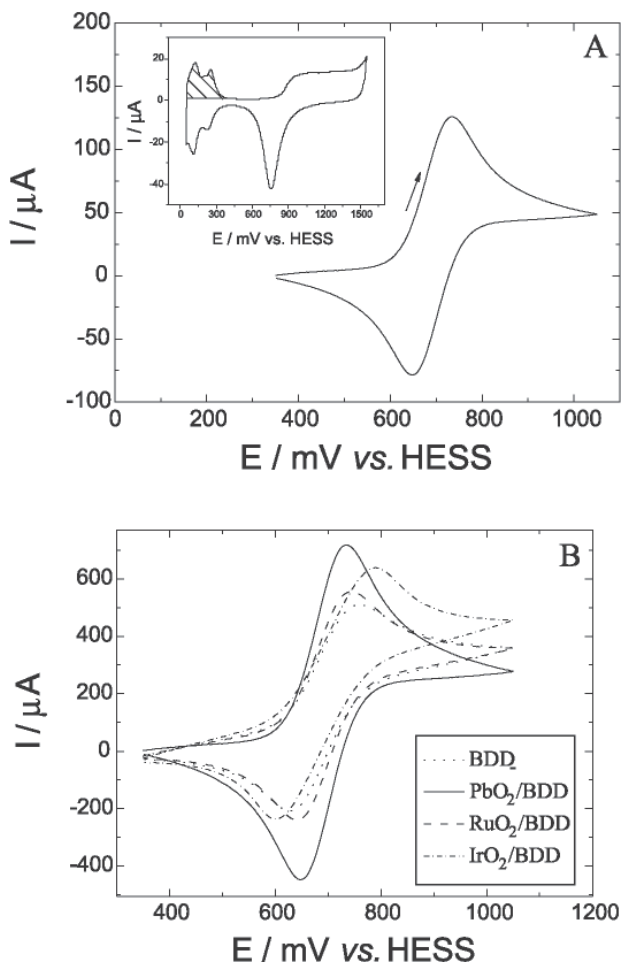 200
A
150
100
50
0
-50
-100
I / μA
0 200 400 600 800 1000
E / mV vs. HESS
20
0
-20
-40
I / μA
0 300 600 900 1200 1500
E / mV vs. HESS
B
600
400
200
0
-200
-400
I / μA
BDD
PbO₂/BDD
RuO₂/BDD
IrO₂/BDD
400 600 800 1000 1200
E / mV vs. HESS